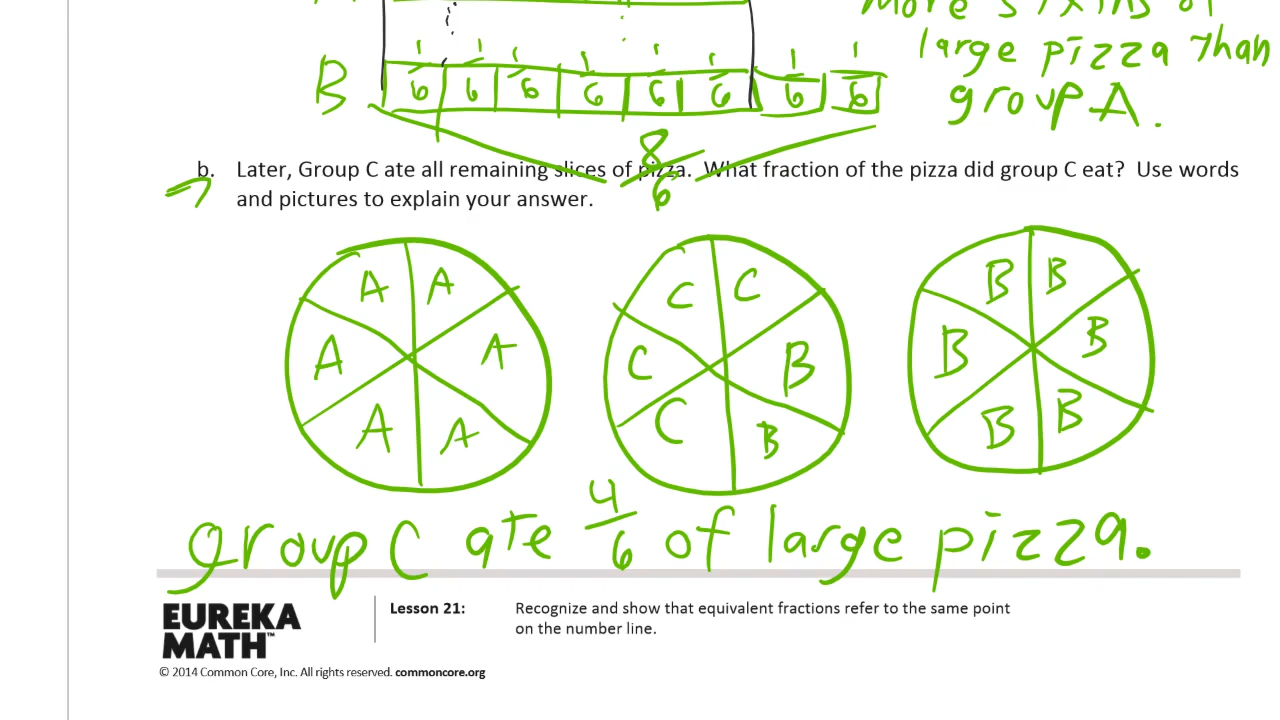 more sixths of
large pizza than
B 1/6 1/6 1/6 1/6 1/6 1/6 1/6 1/6
group A.
8/6
b. Later, Group C ate all remaining slices of pizza. What fraction of the pizza did group C eat? Use words
and pictures to explain your answer.
A A C C B B
A A C B B B
A A C B B B
group C ate 4/6 of large pizza.
EUREKA
MATH™
Lesson 21: Recognize and show that equivalent fractions refer to the same point
on the number line.
© 2014 Common Core, Inc. All rights reserved. commoncore.org